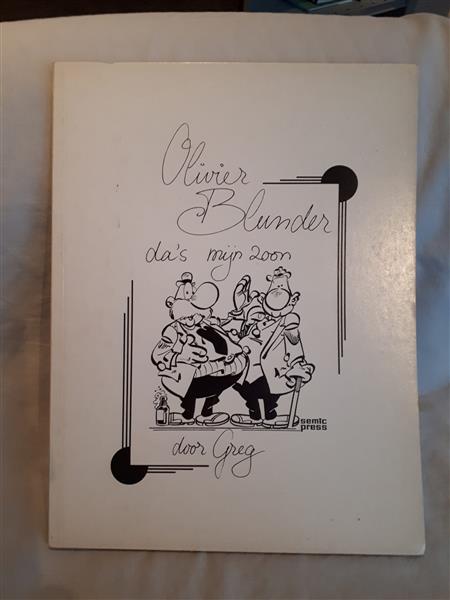 Olivier
Blunder
da's mijn zoon
semic
press
door Greg